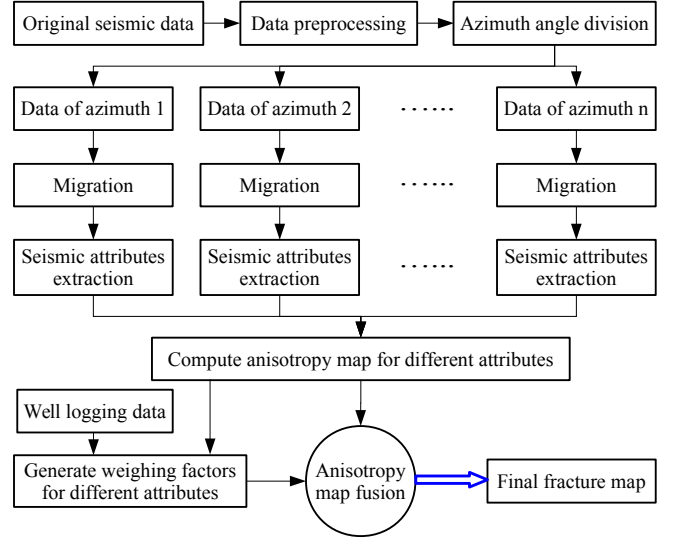 Original seismic data
Data preprocessing
Azimuth angle division
Data of azimuth 1
Data of azimuth 2
······
Data of azimuth n
Migration
Migration
······
Migration
Seismic attributes
extraction
Seismic attributes
extraction
······
Seismic attributes
extraction
Compute anisotropy map for different attributes
Well logging data
Generate weighing factors
for different attributes
Anisotropy
map fusion
Final fracture map